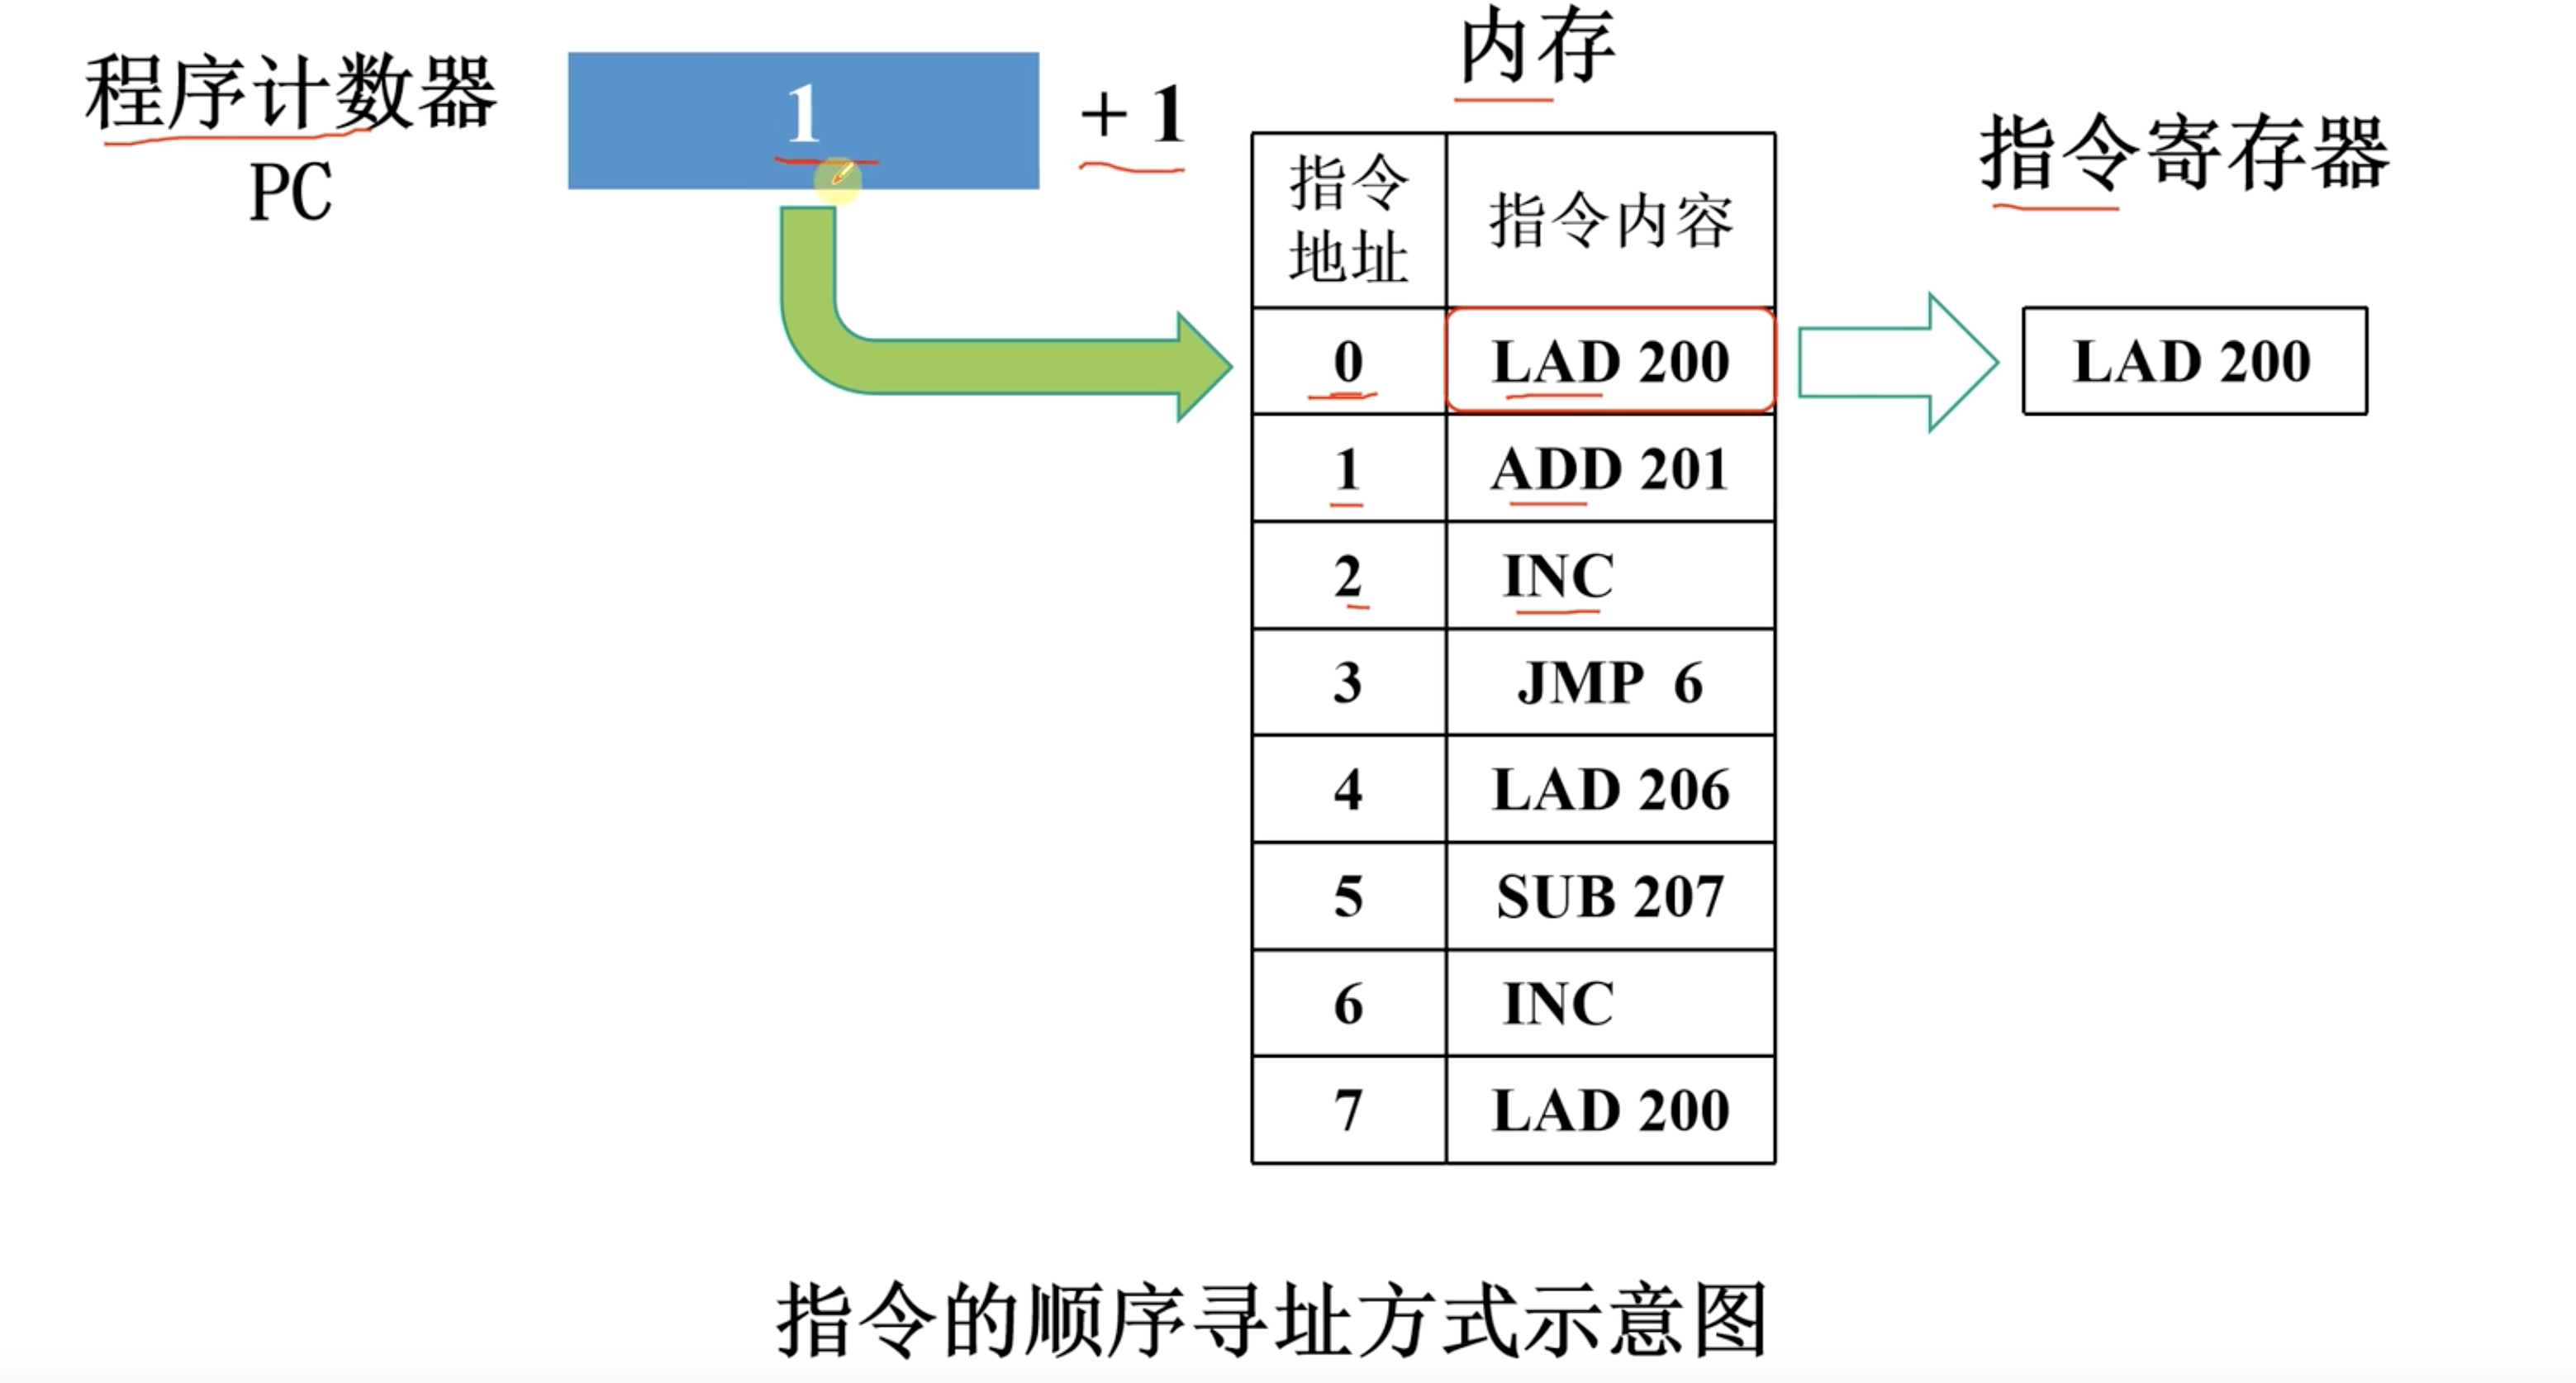 程序计数器
PC
1
+ 1
内存
指令
地址
指令内容
0
LAD 200
1
ADD 201
2
INC
3
JMP 6
4
LAD 206
5
SUB 207
6
INC
7
LAD 200
指令寄存器
LAD 200
指令的顺序寻址方式示意图